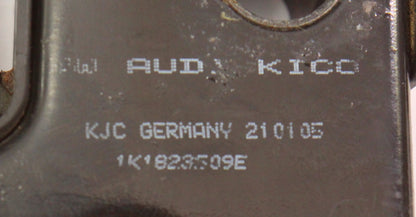 VW AUDI KICO
KJC GERMANY 210105
1K1823509E